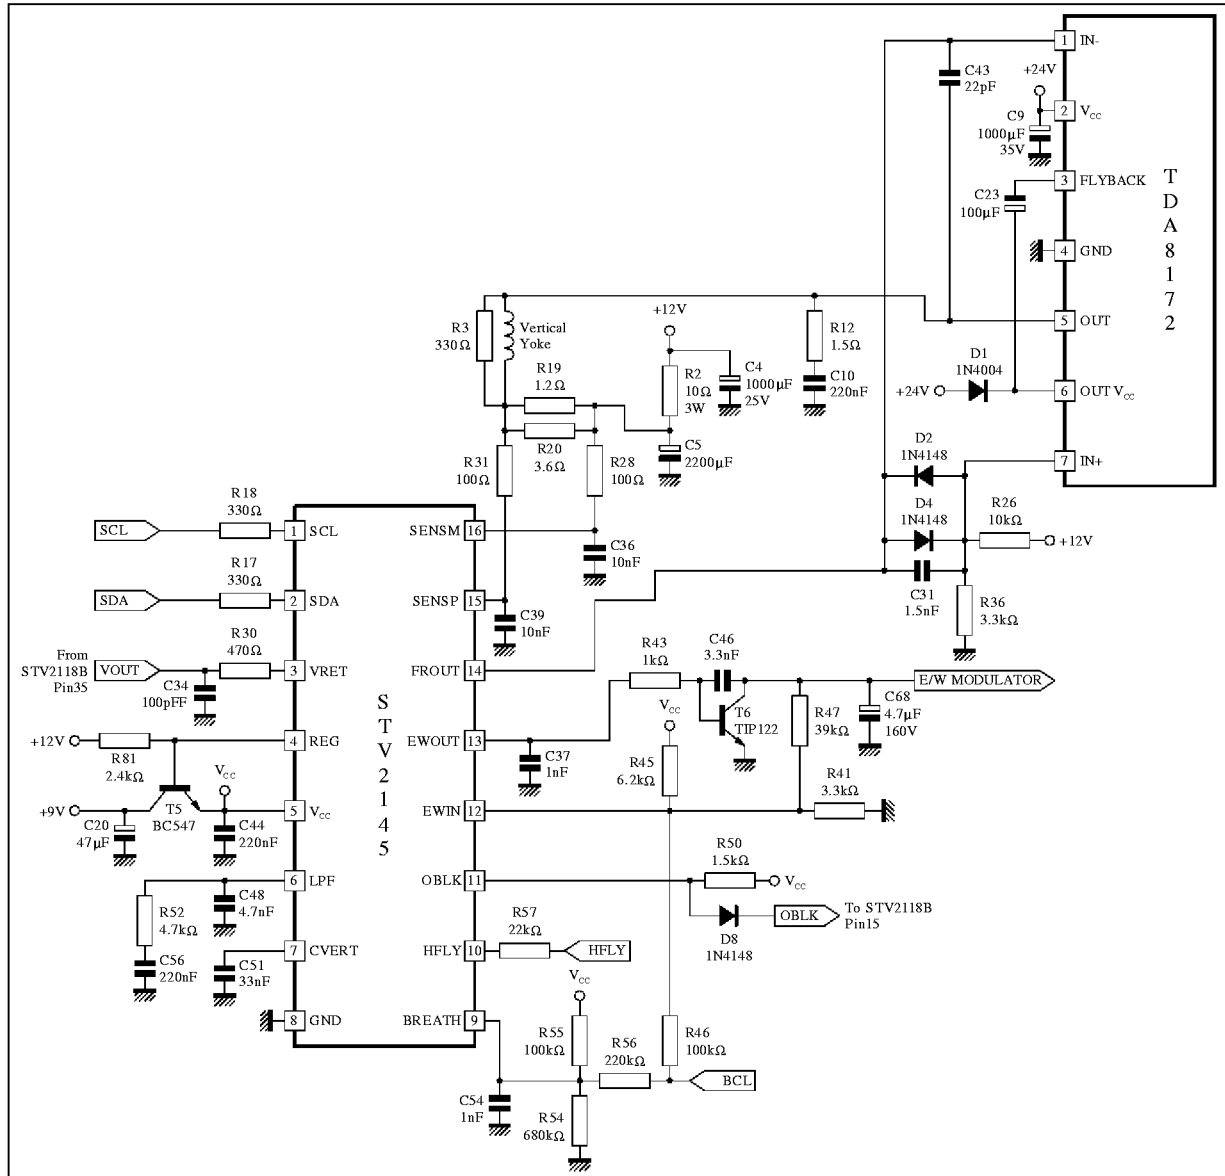 1 IN-
C43
22pF
+24V
2 V_CC
C9
1000µF
35V
T
D
A
8
1
7
2
3 FLYBACK
C23
100µF
4 GND
5 OUT
D1
1N4004
+24V
6 OUT V_CC
7 IN+
R3
330Ω
Vertical
Yoke
+12V
R12
1.5Ω
C10
220nF
R19
1.2Ω
R2
10Ω
3W
C4
1000µF
25V
R20
3.6Ω
C5
2200µF
R31
100Ω
R28
100Ω
D2
1N4148
D4
1N4148
R26
10kΩ
+12V
C31
1.5nF
R36
3.3kΩ
SCL
R18
330Ω
1 SCL
SENSM 16
C36
10nF
SDA
R17
330Ω
2 SDA
SENSP 15
C39
10nF
From
STV2118B
Pin35
VOUT
R30
470Ω
3 VRET
C34
100pFF
FROUT 14
S
T
V
2
1
4
5
R43
1kΩ
C46
3.3nF
E/W MODULATOR
T6
TIP122
R47
39kΩ
C68
4.7µF
160V
+12V
R81
2.4kΩ
4 REG
EWOUT 13
C37
1nF
V_CC
R45
6.2kΩ
R41
3.3kΩ
+9V
T5
BC547
V_CC
5 V_CC
C20
47µF
C44
220nF
EWIN 12
6 LPF
C48
4.7nF
R52
4.7kΩ
C56
220nF
OBLK 11
R50
1.5kΩ
V_CC
D8
1N4148
OBLK
To STV2118B
Pin15
7 CVERT
C51
33nF
HFLY 10
R57
22kΩ
HFLY
V_CC
8 GND
BREATH 9
R55
100kΩ
R56
220kΩ
R46
100kΩ
BCL
C54
1nF
R54
680kΩ